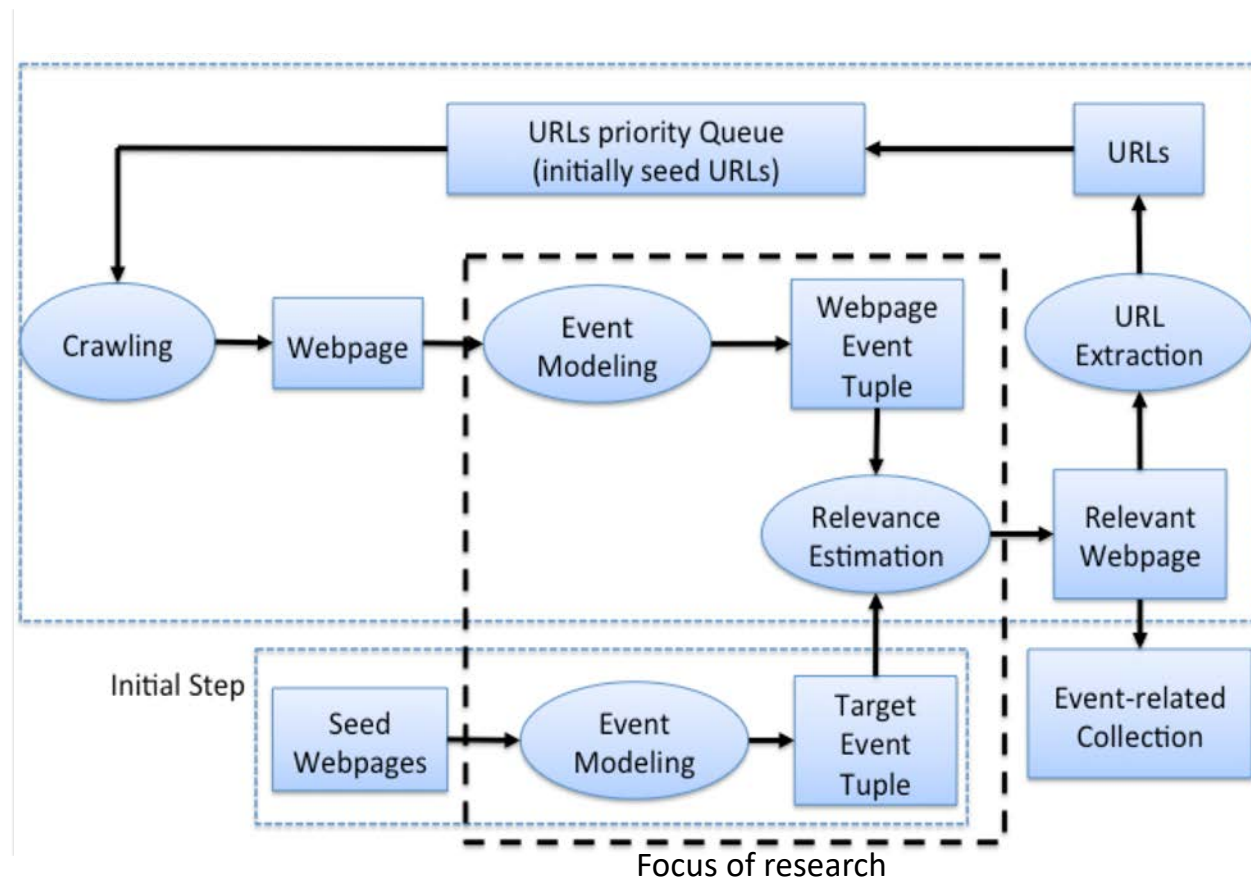 URLs priority Queue
(initially seed URLs)
URLs
Crawling
Webpage
Event
Modeling
Webpage
Event
Tuple
URL
Extraction
Relevance
Estimation
Relevant
Webpage
Initial Step
Seed
Webpages
Event
Modeling
Target
Event
Tuple
Event-related
Collection
Focus of research